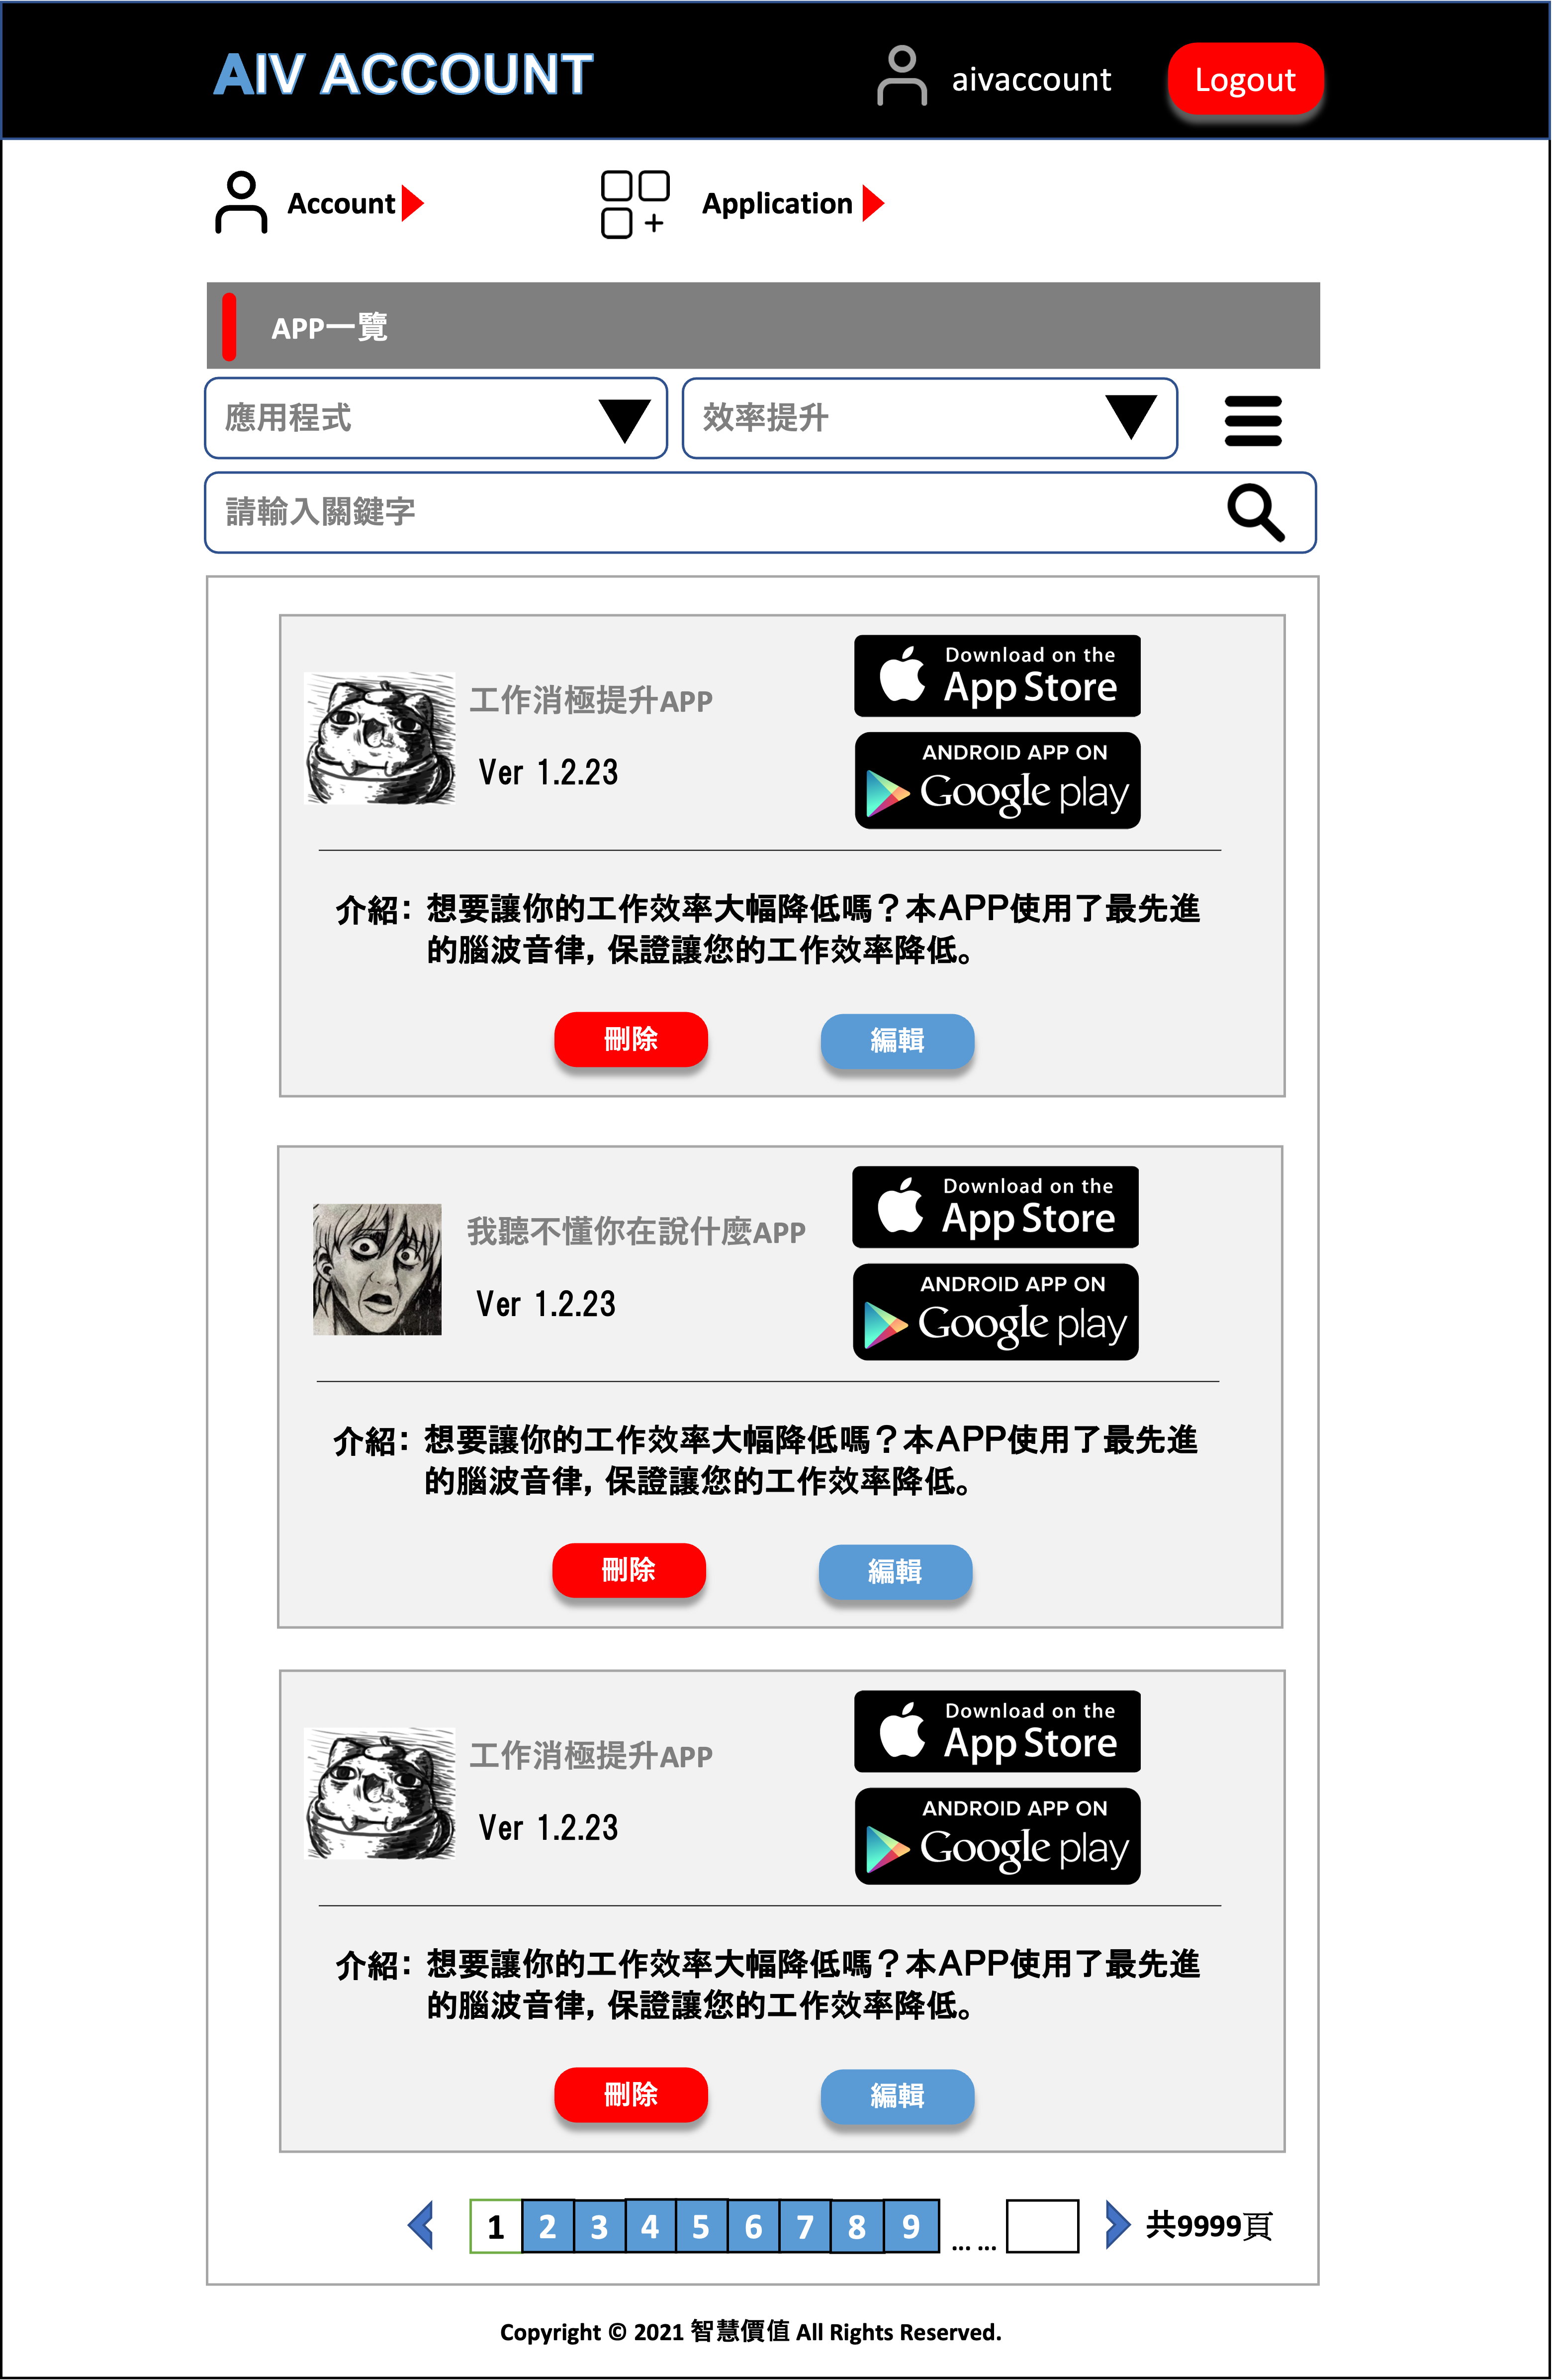 AIV ACCOUNT
aivaccount
Logout
Account
Application
APP一覽
應用程式
效率提升
請輸入關鍵字
工作消極提升APP
Ver 1.2.23
Download on the
App Store
ANDROID APP ON
Google play
介紹：想要讓你的工作效率大幅降低嗎？本APP使用了最先進
的腦波音律，保證讓您的工作效率降低。
刪除
編輯
我聽不懂你在說什麼APP
Ver 1.2.23
Download on the
App Store
ANDROID APP ON
Google play
介紹：想要讓你的工作效率大幅降低嗎？本APP使用了最先進
的腦波音律，保證讓您的工作效率降低。
刪除
編輯
工作消極提升APP
Ver 1.2.23
Download on the
App Store
ANDROID APP ON
Google play
介紹：想要讓你的工作效率大幅降低嗎？本APP使用了最先進
的腦波音律，保證讓您的工作效率降低。
刪除
編輯
1 2 3 4 5 6 7 8 9 ... ... 共9999頁
Copyright © 2021 智慧價值 All Rights Reserved.